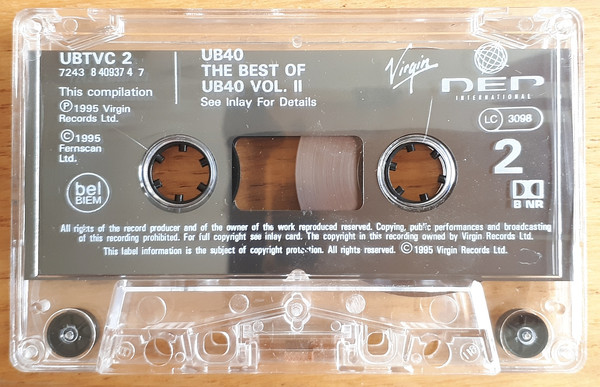 UBTVC 2
7243 8 40937 4 7
This compilation
Ⓟ1995 Virgin
Records Ltd.
©1995
Fernscan
Ltd.
bel
BIEM
UB40
THE BEST OF
UB40 VOL. II
See Inlay For Details
Virgin
DEP
INTERNATIONAL
LC 3098
2
B NR
All rights of the record producer and of the owner of the work reproduced reserved. Copying, public performances and broadcasting
of this recording prohibited. For full copyright see inlay card. The copyright in this recording owned by Virgin Records Ltd.
This label information is the subject of copyright protection. All rights reserved. ©1995 Virgin Records Ltd.